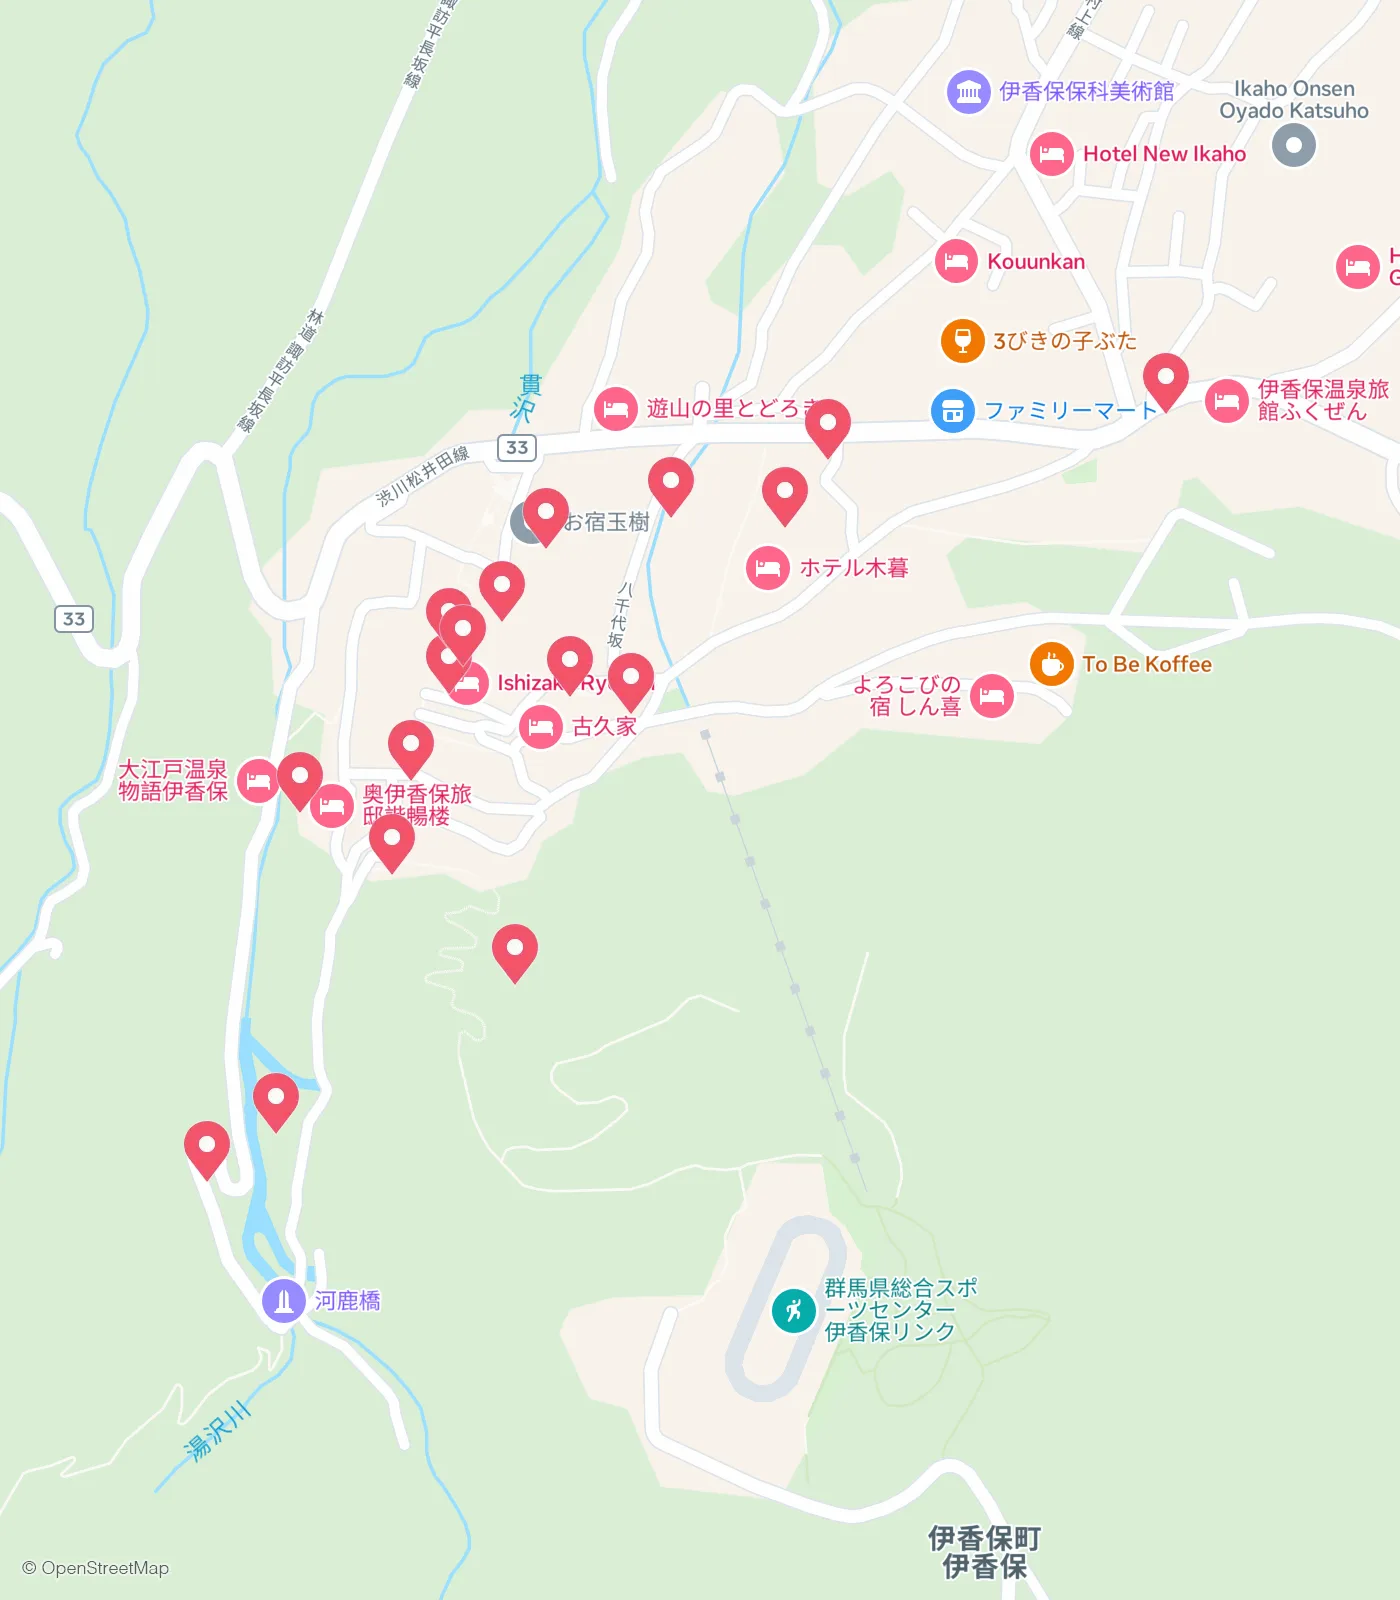 諏訪平長坂線
村上線
伊香保保科美術館
Ikaho Onsen
Oyado Katsuho
Hotel New Ikaho
Kouunkan
H
G
林道 諏訪平長坂線
3びきの子ぶた
貫沢
遊山の里とどろき
ファミリーマート
伊香保温泉旅
館ふくぜん
33
渋川松井田線
お宿玉樹
ホテル木暮
八千代坂
33
To Be Koffee
よろこびの
宿 しん喜
Ishizaka Ryokan
古久家
大江戸温泉
物語伊香保
奥伊香保旅
邸諧暢楼
群馬県総合スポ
ーツセンター
伊香保リンク
河鹿橋
湯沢川
伊香保町
伊香保
© OpenStreetMap